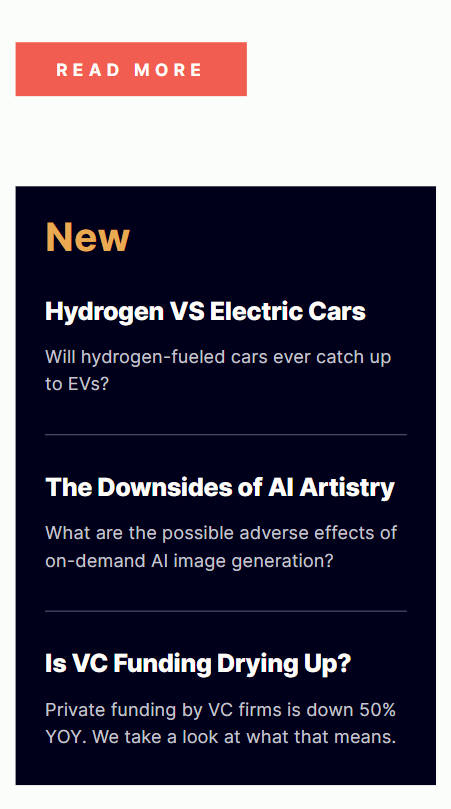 READ MORE
New
Hydrogen VS Electric Cars
Will hydrogen-fueled cars ever catch up
to EVs?
The Downsides of AI Artistry
What are the possible adverse effects of
on-demand AI image generation?
Is VC Funding Drying Up?
Private funding by VC firms is down 50%
YOY. We take a look at what that means.